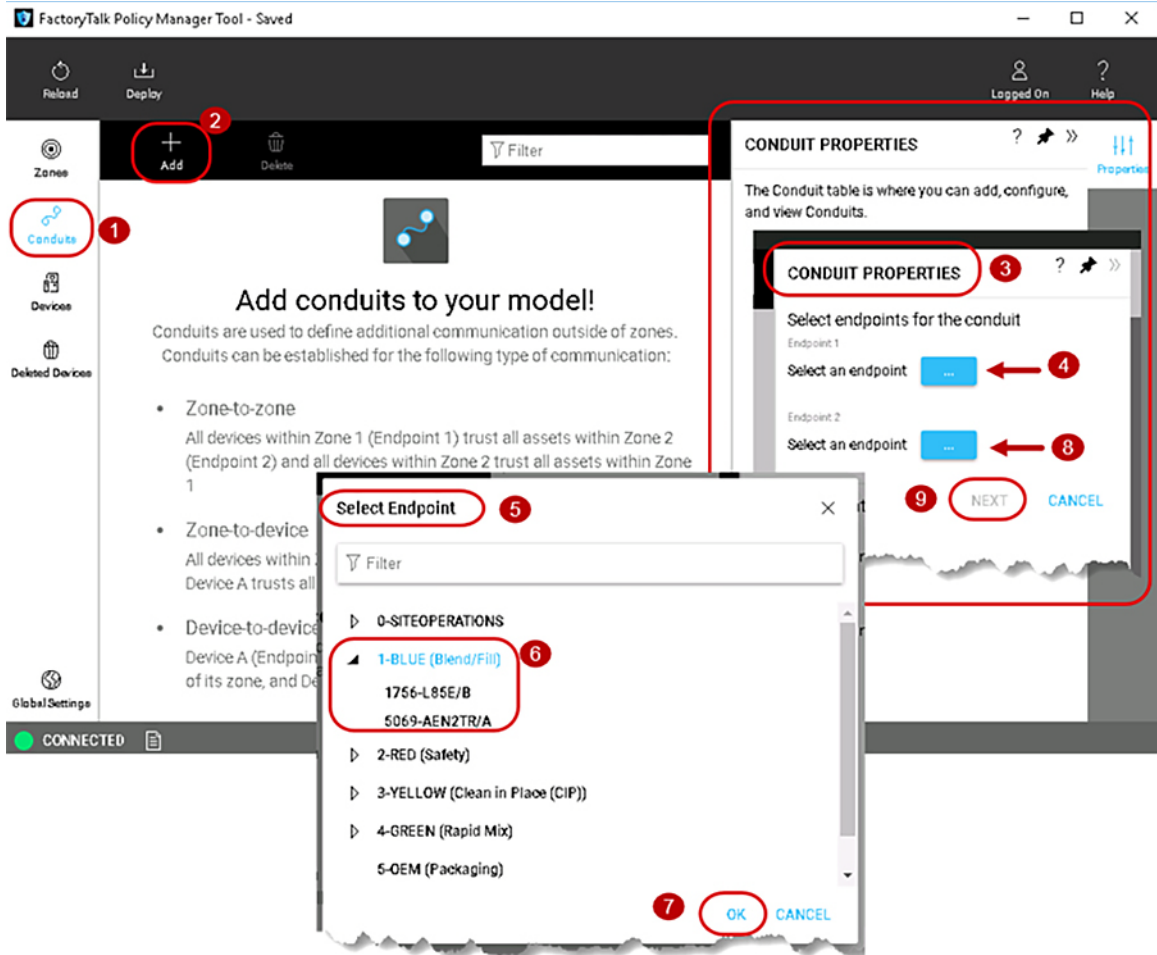 FactoryTalk Policy Manager Tool - Saved
Reload
Deploy
Logged On
Help
Zones
Conduits
Devices
Deleted Devices
Global Settings
1
2
Add
Delete
Filter
Add conduits to your model!
Conduits are used to define additional communication outside of zones.
Conduits can be established for the following type of communication:
• Zone-to-zone
All devices within Zone 1 (Endpoint 1) trust all assets within Zone 2
(Endpoint 2) and all devices within Zone 2 trust all assets within Zone
1
• Zone-to-device
All devices within
Device A trusts all
• Device-to-device
Device A (Endpoin
of its zone, and De
CONDUIT PROPERTIES
?
Properties
The Conduit table is where you can add, configure,
and view Conduits.
CONDUIT PROPERTIES
3
?
Select endpoints for the conduit
Endpoint 1
Select an endpoint
...
4
Endpoint 2
Select an endpoint
...
8
9
NEXT
CANCEL
Select Endpoint
5
Filter
0-SITEOPERATIONS
1-BLUE (Blend/Fill)
6
1756-L85E/B
5069-AEN2TR/A
2-RED (Safety)
3-YELLOW (Clean in Place (CIP))
4-GREEN (Rapid Mix)
5-OEM (Packaging)
7
OK
CANCEL
CONNECTED